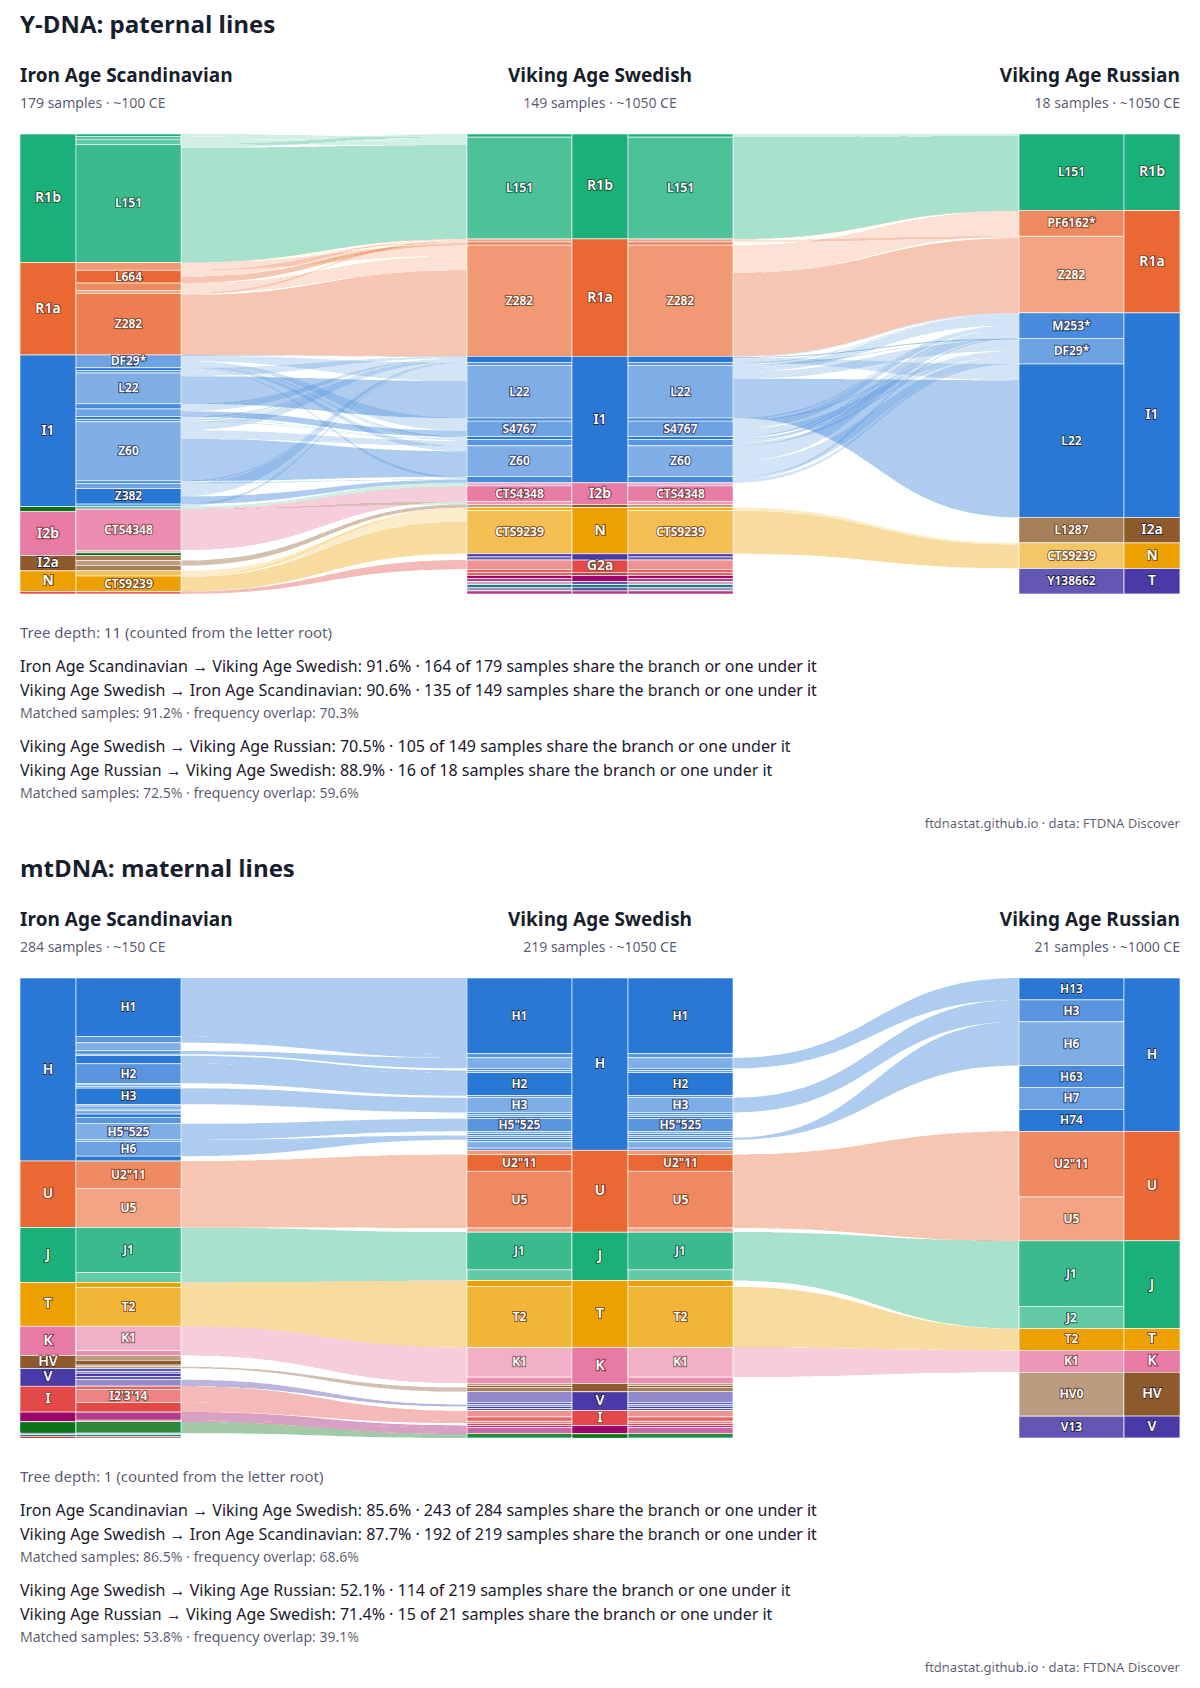 Y-DNA: paternal lines
Iron Age Scandinavian
Viking Age Swedish
Viking Age Russian
179 samples · ~100 CE
149 samples · ~1050 CE
18 samples · ~1050 CE
R1b
L151
L151
R1b
L151
L151
R1b
R1a
L664
Z282
Z282
R1a
Z282
PF6162*
Z282
R1a
I1
DF29*
L22
Z60
Z382
L22
S4767
Z60
I1
L22
S4767
Z60
M253*
DF29*
L22
I1
I2b
CTS4348
CTS4348
I2b
CTS4348
I2a
L1287
I2a
N
CTS9239
CTS9239
N
CTS9239
CTS9239
N
G2a
Y138662
T
Tree depth: 11 (counted from the letter root)
Iron Age Scandinavian → Viking Age Swedish: 91.6% · 164 of 179 samples share the branch or one under it
Viking Age Swedish → Iron Age Scandinavian: 90.6% · 135 of 149 samples share the branch or one under it
Matched samples: 91.2% · frequency overlap: 70.3%
Viking Age Swedish → Viking Age Russian: 70.5% · 105 of 149 samples share the branch or one under it
Viking Age Russian → Viking Age Swedish: 88.9% · 16 of 18 samples share the branch or one under it
Matched samples: 72.5% · frequency overlap: 59.6%
ftdnastat.github.io · data: FTDNA Discover
mtDNA: maternal lines
Iron Age Scandinavian
Viking Age Swedish
Viking Age Russian
284 samples · ~150 CE
219 samples · ~1050 CE
21 samples · ~1000 CE
H
H1
H2
H3
H5"525
H6
H1
H2
H3
H5"525
H
H1
H2
H3
H5"525
H13
H3
H6
H63
H7
H74
H
U
U2"11
U5
U2"11
U5
U
U2"11
U5
U2"11
U5
U
J
J1
J1
J
J1
J1
J2
J
T
T2
T2
T
T2
T2
T
K
K1
K1
K
K1
K1
K
HV
HV0
HV
V
V
V13
V
I
I2'3'14
I
Tree depth: 1 (counted from the letter root)
Iron Age Scandinavian → Viking Age Swedish: 85.6% · 243 of 284 samples share the branch or one under it
Viking Age Swedish → Iron Age Scandinavian: 87.7% · 192 of 219 samples share the branch or one under it
Matched samples: 86.5% · frequency overlap: 68.6%
Viking Age Swedish → Viking Age Russian: 52.1% · 114 of 219 samples share the branch or one under it
Viking Age Russian → Viking Age Swedish: 71.4% · 15 of 21 samples share the branch or one under it
Matched samples: 53.8% · frequency overlap: 39.1%
ftdnastat.github.io · data: FTDNA Discover